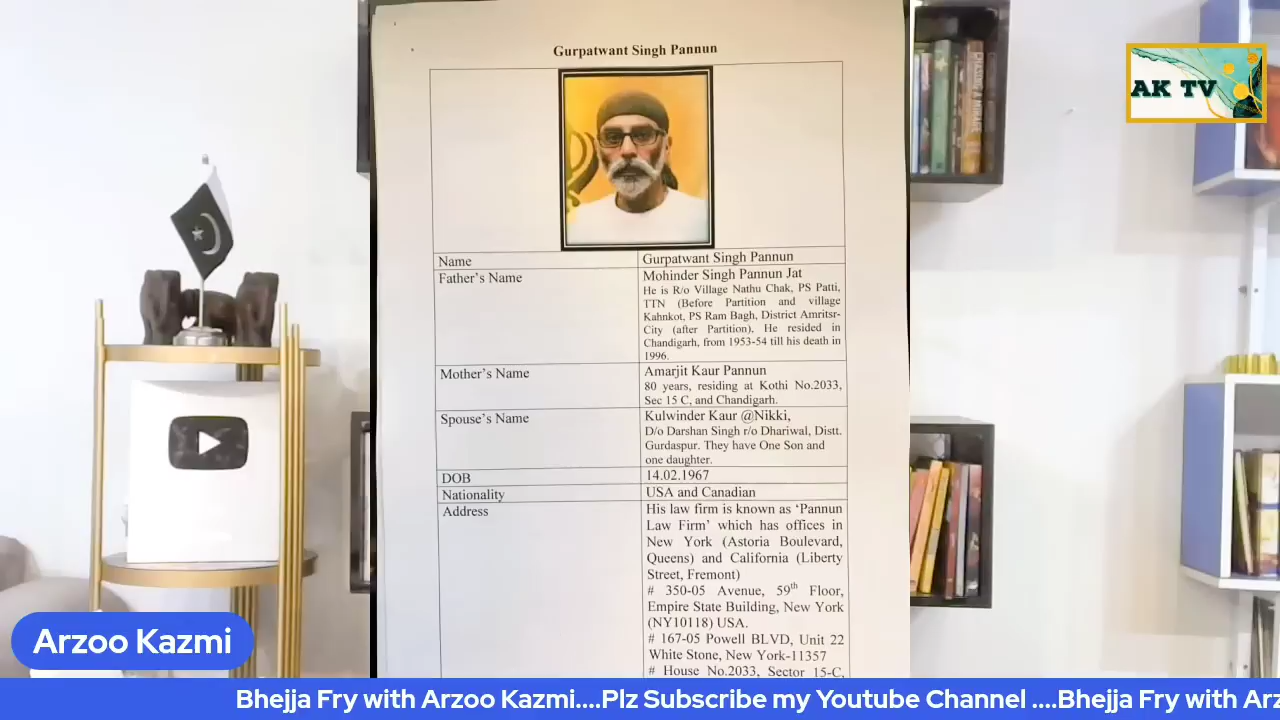 Gurpatwant Singh Pannun
AK TV
Name
Gurpatwant Singh Pannun
Father's Name
Mohinder Singh Pannun Jat
He is R/o Village Nathu Chak, PS Patti,
TTN (Before Partition and village
Kahnkot, PS Ram Bagh, District Amritsr-
City (after Partition). He resided in
Chandigarh, from 1953-54 till his death in
1996.
Mother's Name
Amarjit Kaur Pannun
80 years, residing at Kothi No.2033,
Sec 15 C, and Chandigarh.
Spouse's Name
Kulwinder Kaur @Nikki,
D/o Darshan Singh r/o Dhariwal, Distt.
Gurdaspur. They have One Son and
one daughter.
DOB
14.02.1967
Nationality
USA and Canadian
Address
His law firm is known as 'Pannun
Law Firm' which has offices in
New York (Astoria Boulevard,
Queens) and California (Liberty
Street, Fremont)
# 350-05 Avenue, 59th Floor,
Empire State Building, New York
(NY10118) USA.
# 167-05 Powell BLVD, Unit 22
White Stone, New York-11357
# House No.2033, Sector 15-C,
Arzoo Kazmi
Bhejja Fry with Arzoo Kazmi....Plz Subscribe my Youtube Channel ....Bhejja Fry with Arz